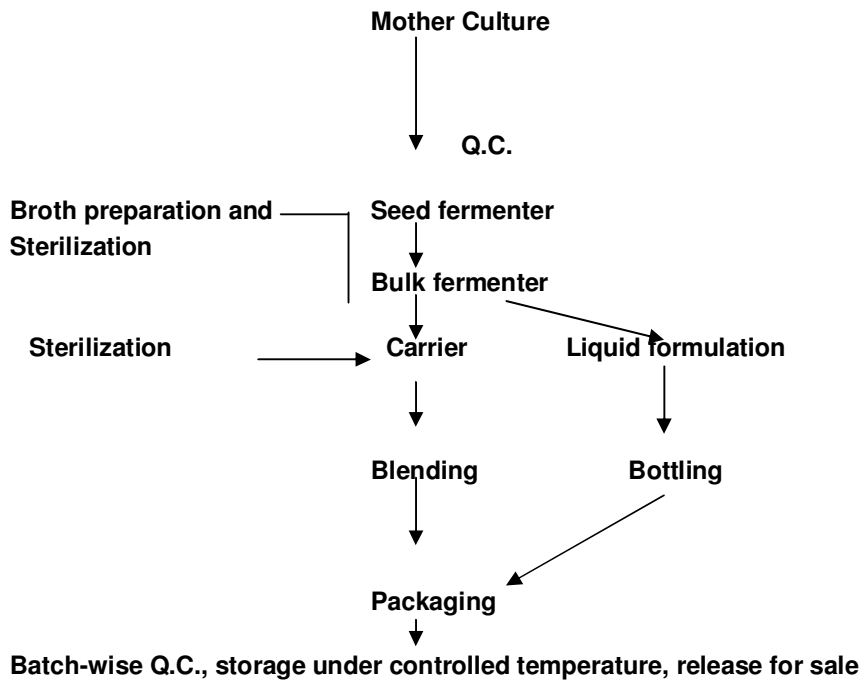 Mother Culture
Q.C.
Broth preparation and
Sterilization
Seed fermenter
Bulk fermenter
Sterilization
Carrier
Liquid formulation
Blending
Bottling
Packaging
Batch-wise Q.C., storage under controlled temperature, release for sale